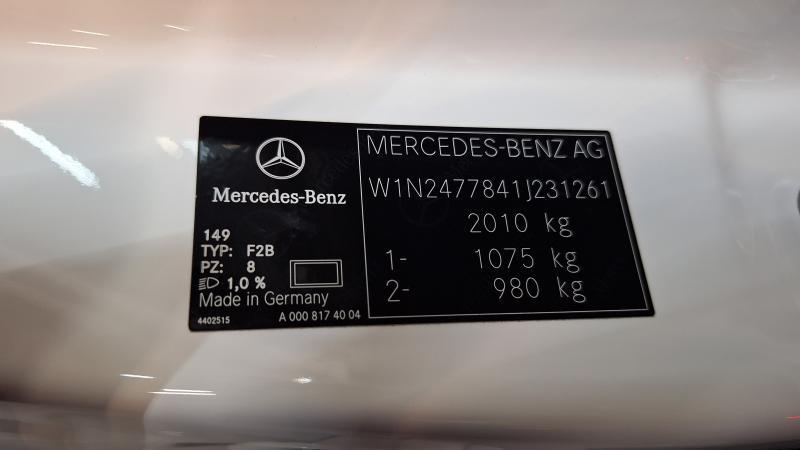 Mercedes-Benz
149
TYP: F2B
PZ: 8
1,0 %
Made in Germany
4402515 A 000 817 40 04
MERCEDES-BENZ AG
W1N2477841J231261
2010 kg
1- 1075 kg
2- 980 kg